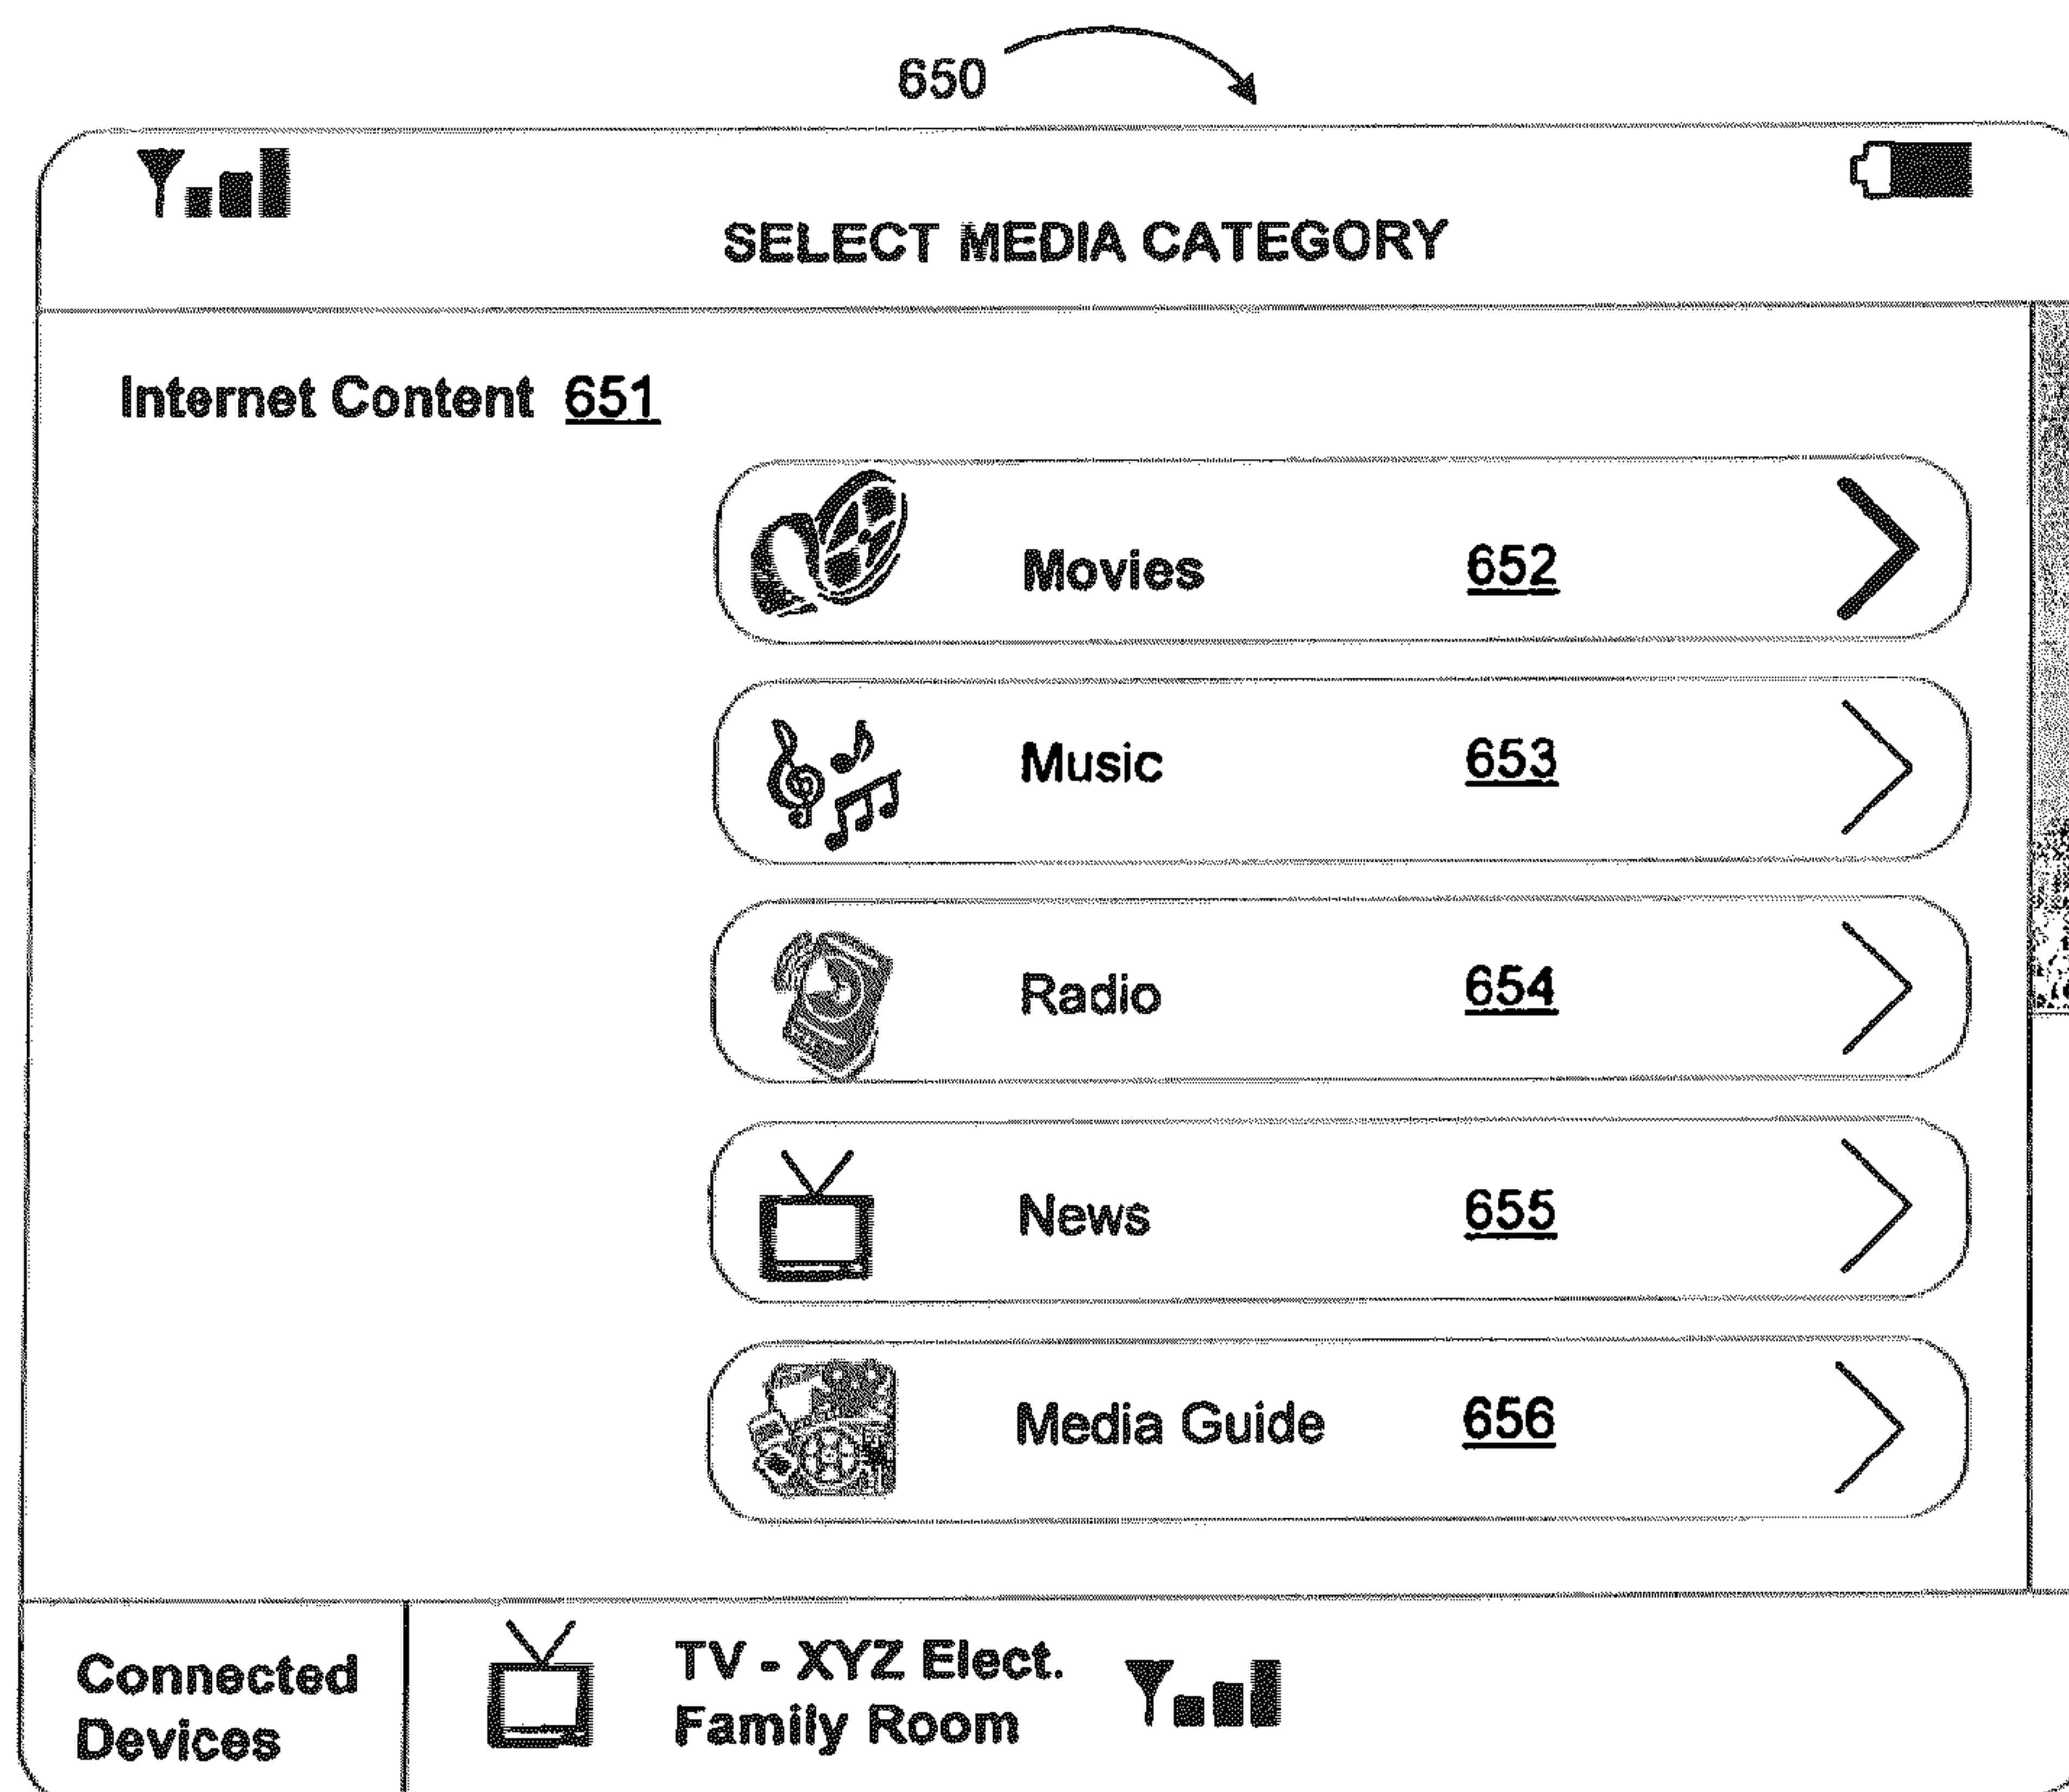 650
SELECT MEDIA CATEGORY
Internet Content 651
Movies 652
Music 653
Radio 654
News 655
Media Guide 656
Connected
Devices
TV - XYZ Elect.
Family Room